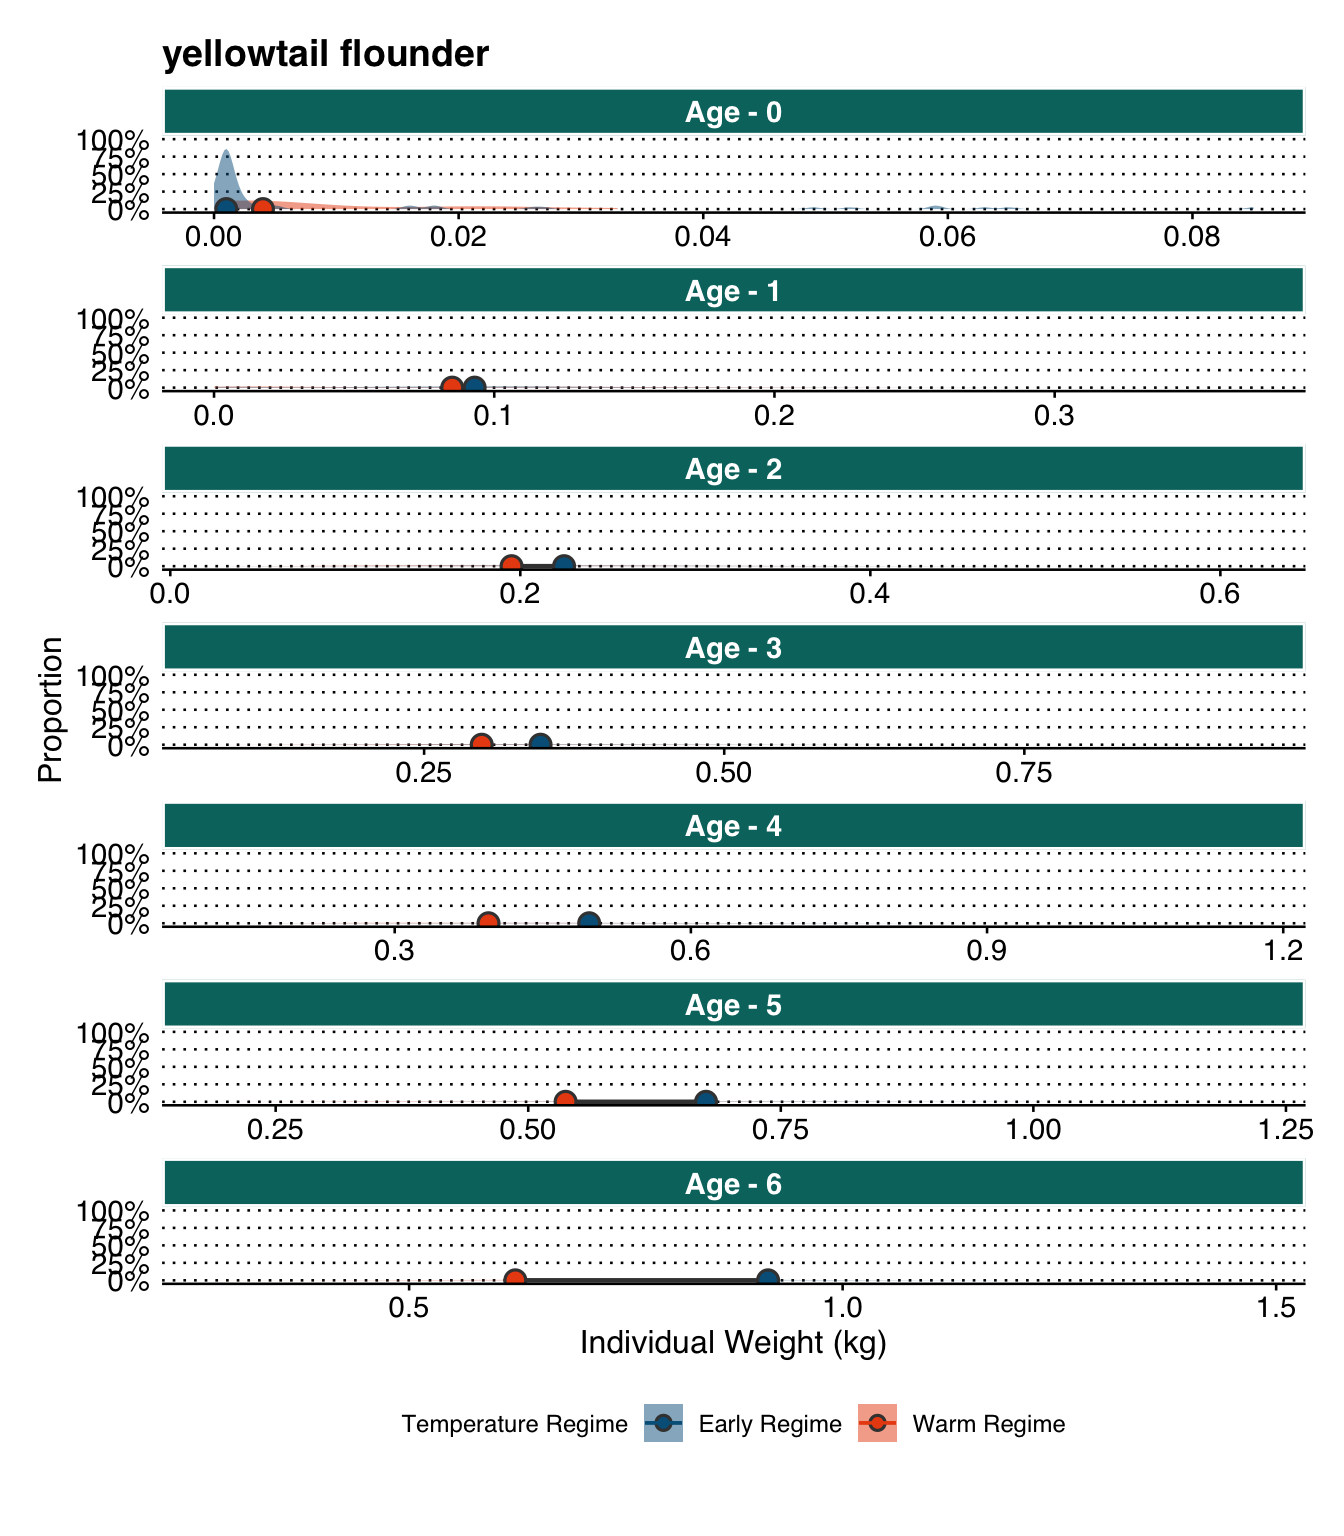 yellowtail flounder
Age - 0
100%
75%
50%
25%
0%
0.00 0.02 0.04 0.06 0.08
Age - 1
100%
75%
50%
25%
0%
0.0 0.1 0.2 0.3
Age - 2
100%
75%
50%
25%
0%
0.0 0.2 0.4 0.6
Age - 3
100%
75%
50%
25%
0%
0.25 0.50 0.75
Proportion
Age - 4
100%
75%
50%
25%
0%
0.3 0.6 0.9 1.2
Age - 5
100%
75%
50%
25%
0%
0.25 0.50 0.75 1.00 1.25
Age - 6
100%
75%
50%
25%
0%
0.5 1.0 1.5
Individual Weight (kg)
Temperature Regime Early Regime Warm Regime